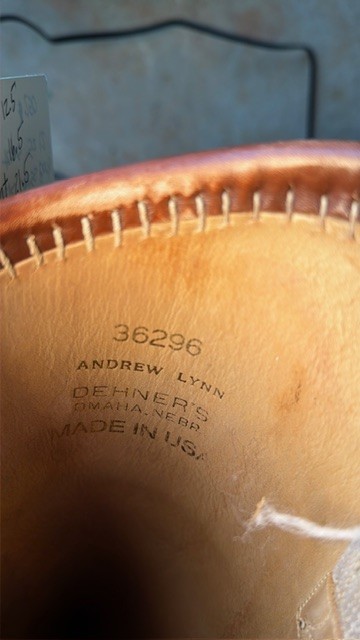 36296
ANDREW LYNN
DEHNER'S
OMAHA, NEBR
MADE IN USA